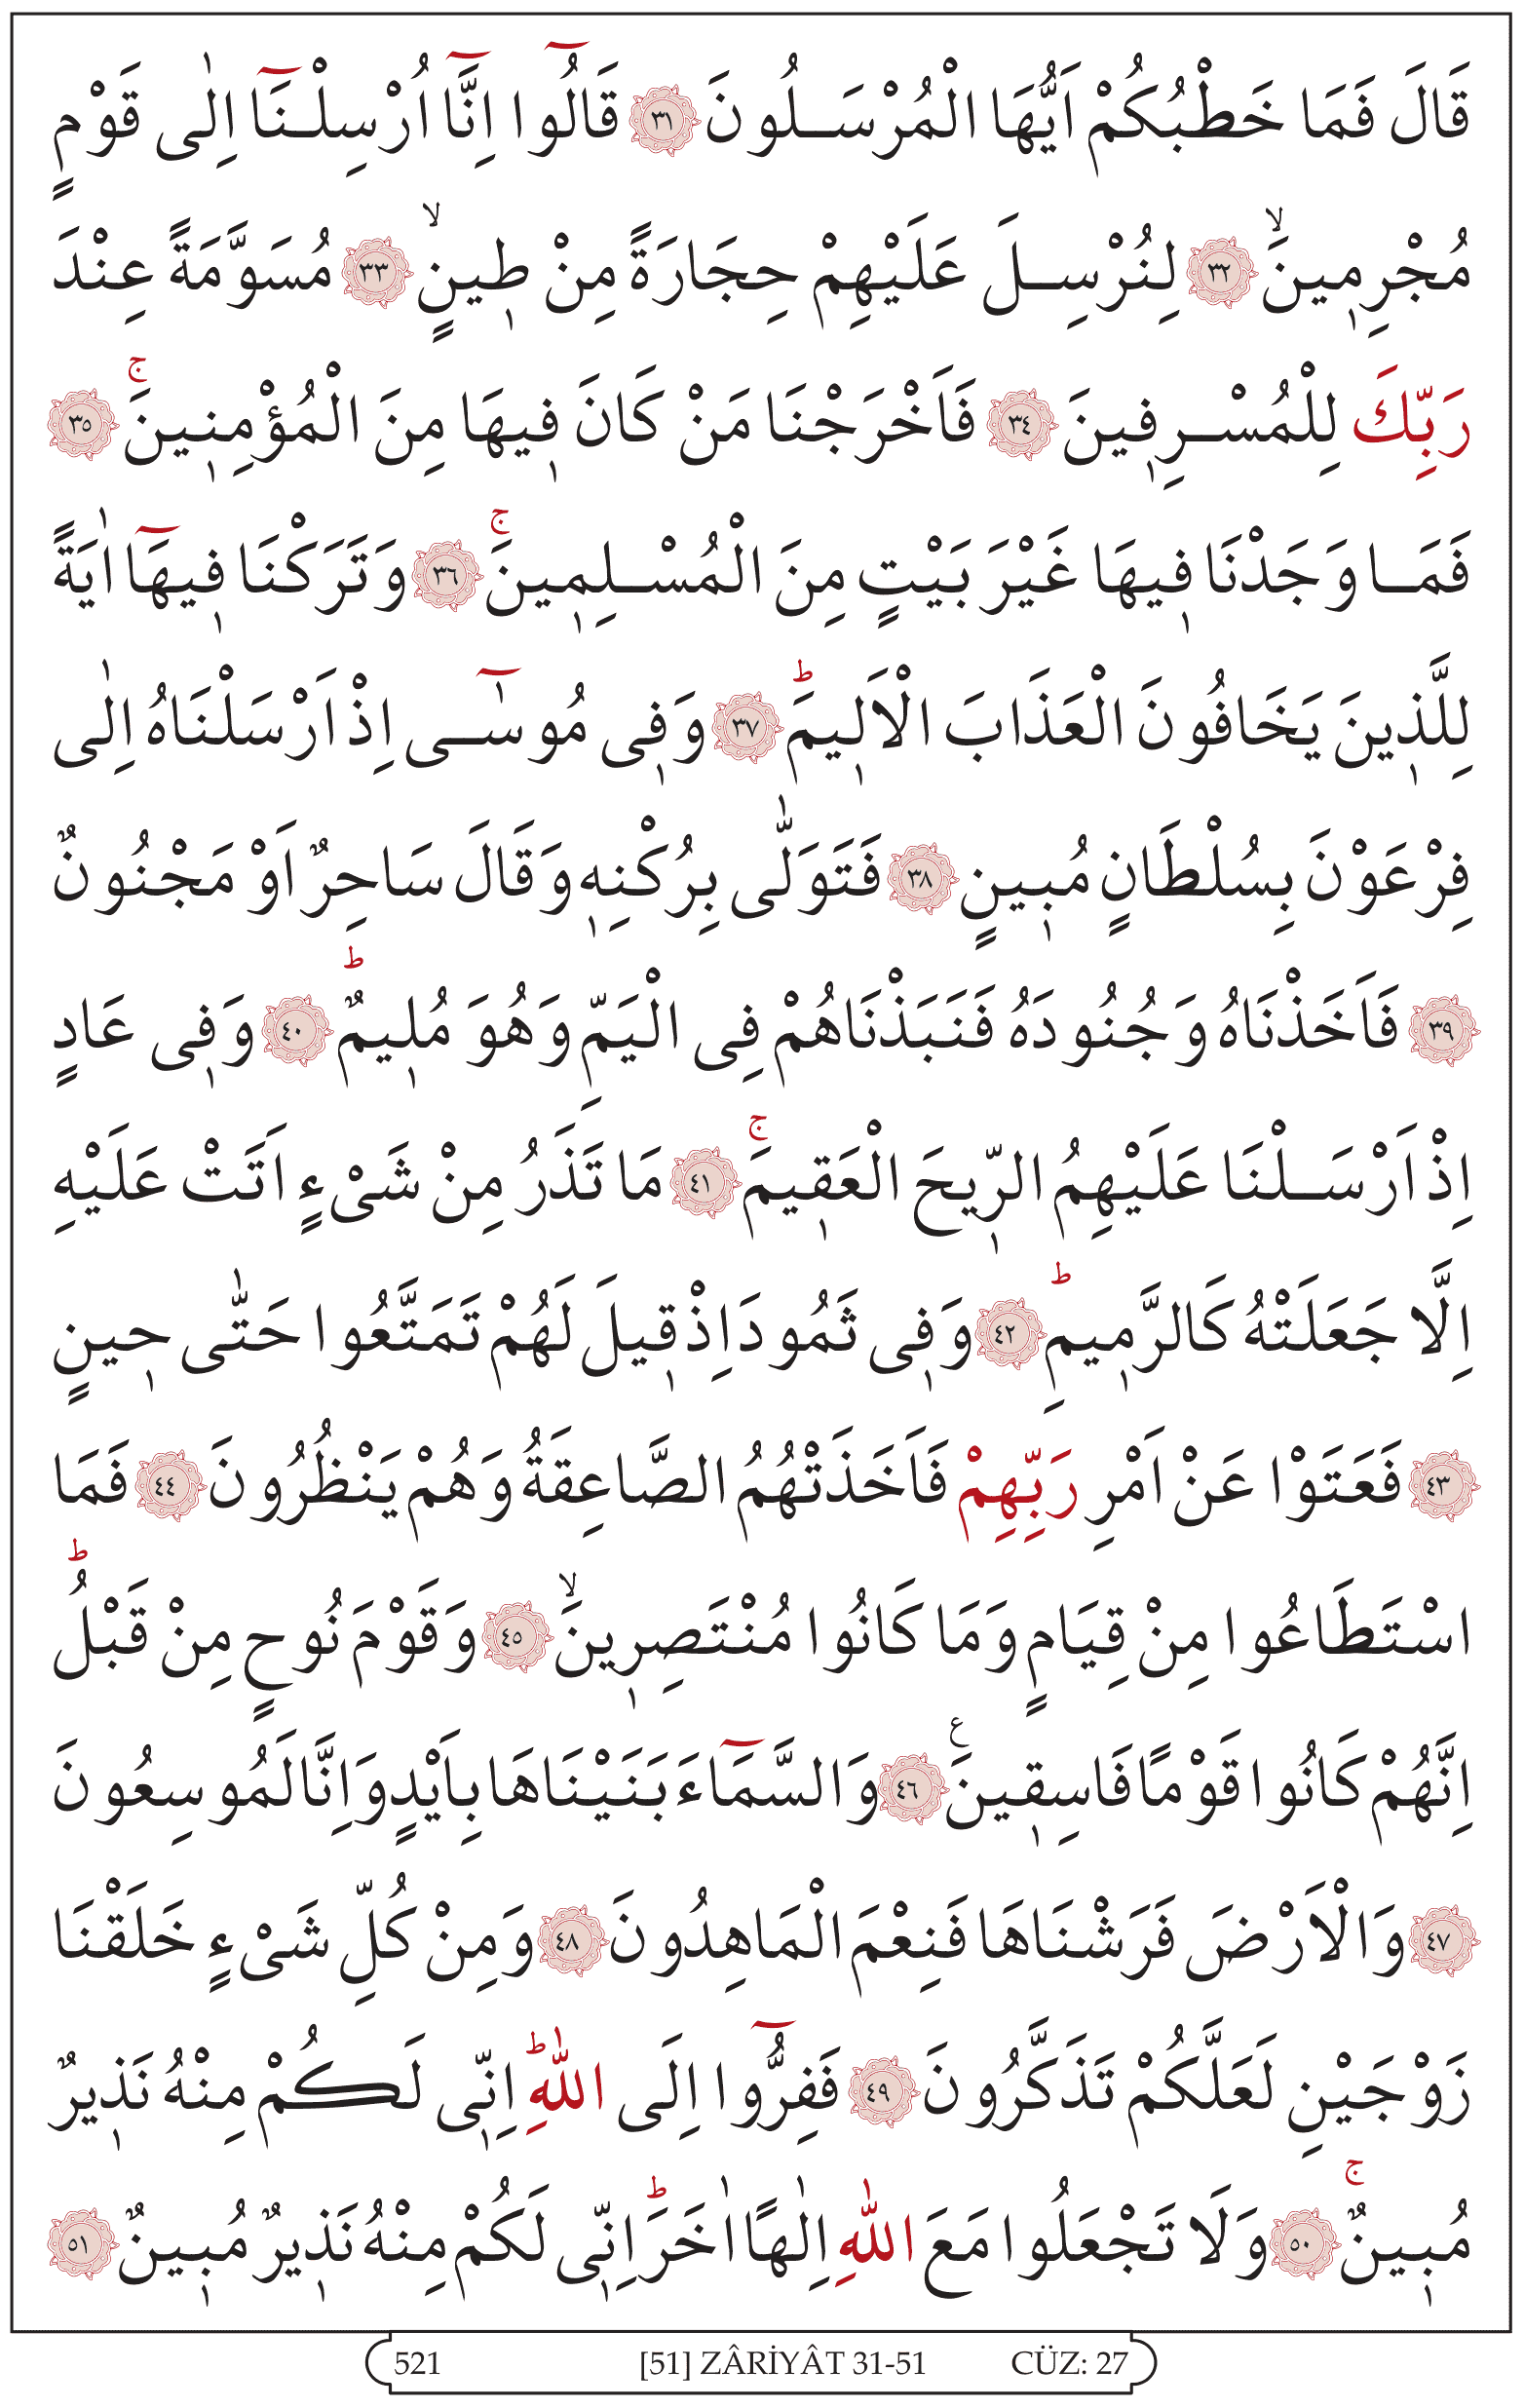 قَالَ فَمَا خَطْبُكُمْ اَيُّهَا الْمُرْسَلُونَ ﴿٣١﴾ قَالُٓوا اِنَّٓا اُرْسِلْنَٓا اِلٰى قَوْمٍ
مُجْرِم۪ينَۙ ﴿٣٢﴾ لِنُرْسِلَ عَلَيْهِمْ حِجَارَةً مِنْ ط۪ينٍۙ ﴿٣٣﴾ مُسَوَّمَةً عِنْدَ
رَبِّكَ لِلْمُسْرِف۪ينَ ﴿٣٤﴾ فَاَخْرَجْنَا مَنْ كَانَ ف۪يهَا مِنَ الْمُؤْمِن۪ينَۚ ﴿٣٥﴾
فَمَا وَجَدْنَا ف۪يهَا غَيْرَ بَيْتٍ مِنَ الْمُسْلِم۪ينَۚ ﴿٣٦﴾ وَتَرَكْنَا ف۪يهَٓا اٰيَةً
لِلَّذ۪ينَ يَخَافُونَ الْعَذَابَ الْاَل۪يمَۜ ﴿٣٧﴾ وَف۪ى مُوسٰٓى اِذْ اَرْسَلْنَاهُ اِلٰى
فِرْعَوْنَ بِسُلْطَانٍ مُب۪ينٍ ﴿٣٨﴾ فَتَوَلّٰى بِرُكْنِه۪ وَقَالَ سَاحِرٌ اَوْ مَجْنُونٌ
﴿٣٩﴾ فَاَخَذْنَاهُ وَجُنُودَهُ فَنَبَذْنَاهُمْ فِى الْيَمِّ وَهُوَ مُل۪يمٌۜ ﴿٤٠﴾ وَف۪ى عَادٍ
اِذْ اَرْسَلْنَا عَلَيْهِمُ الرّ۪يحَ الْعَق۪يمَۚ ﴿٤١﴾ مَا تَذَرُ مِنْ شَىْءٍ اَتَتْ عَلَيْهِ
اِلَّا جَعَلَتْهُ كَالرَّم۪يمِۜ ﴿٤٢﴾ وَف۪ى ثَمُودَ اِذْ ق۪يلَ لَهُمْ تَمَتَّعُوا حَتّٰى ح۪ينٍ
﴿٤٣﴾ فَعَتَوْا عَنْ اَمْرِ رَبِّهِمْ فَاَخَذَتْهُمُ الصَّاعِقَةُ وَهُمْ يَنْظُرُونَ ﴿٤٤﴾ فَمَا
اسْتَطَاعُوا مِنْ قِيَامٍ وَمَا كَانُوا مُنْتَصِر۪ينَۙ ﴿٤٥﴾ وَقَوْمَ نُوحٍ مِنْ قَبْلُۜ
اِنَّهُمْ كَانُوا قَوْمًا فَاسِق۪ينَ۟ ﴿٤٦﴾ وَالسَّمَٓاءَ بَنَيْنَاهَا بِاَيْدٍ وَاِنَّا لَمُوسِعُونَ
﴿٤٧﴾ وَالْاَرْضَ فَرَشْنَاهَا فَنِعْمَ الْمَاهِدُونَ ﴿٤٨﴾ وَمِنْ كُلِّ شَىْءٍ خَلَقْنَا
زَوْجَيْنِ لَعَلَّكُمْ تَذَكَّرُونَ ﴿٤٩﴾ فَفِرُّٓوا اِلَى اللّٰهِۜ اِنّ۪ى لَكُمْ مِنْهُ نَذ۪يرٌ
مُب۪ينٌۚ ﴿٥٠﴾ وَلَا تَجْعَلُوا مَعَ اللّٰهِ اِلٰهًا اٰخَرَۜ اِنّ۪ى لَكُمْ مِنْهُ نَذ۪يرٌ مُب۪ينٌ ﴿٥١﴾
521 [51] ZÂRİYÂT 31-51 CÜZ: 27